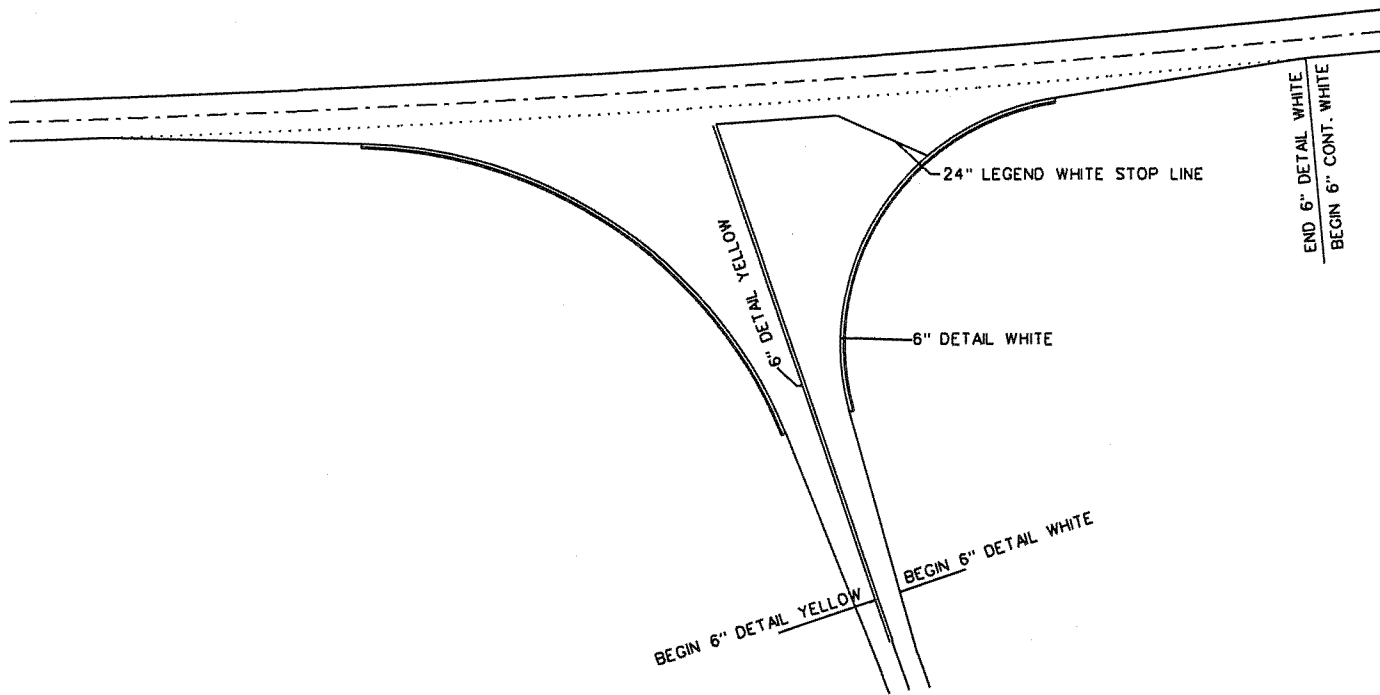 24" LEGEND WHITE STOP LINE
END 6" DETAIL WHITE
BEGIN 6" CONT. WHITE
6" DETAIL YELLOW
6" DETAIL WHITE
BEGIN 6" DETAIL WHITE
BEGIN 6" DETAIL YELLOW